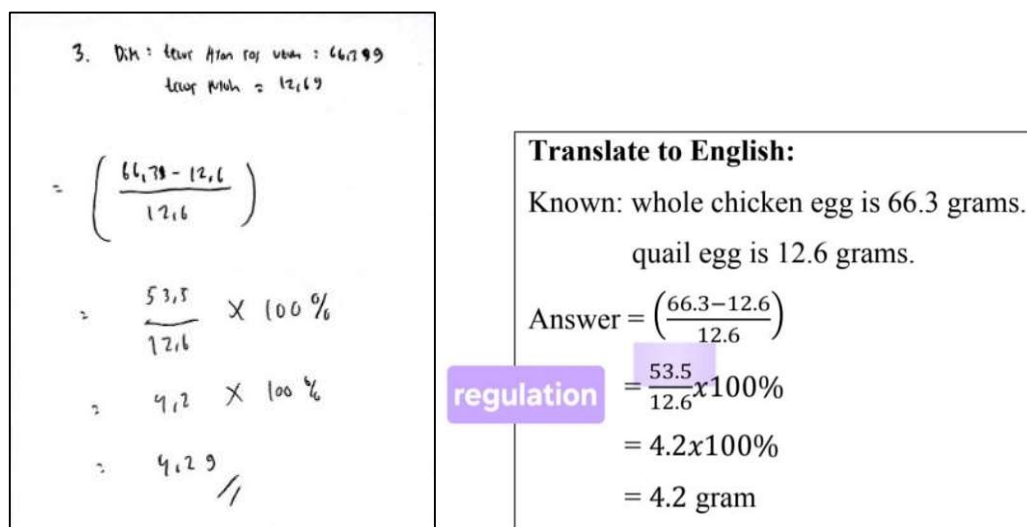 3. Dik : telur Ayam ras utuh : 66,3 g
telur puyuh = 12,6 g
= ( 66,3 - 12,6 / 12,6 )
= 53,5 / 12,6 X 100 %
= 4,2 X 100 %
= 4,2 g //
Translate to English:
Known: whole chicken egg is 66.3 grams.
quail egg is 12.6 grams.
Answer = (66.3−12.6 / 12.6)
regulation = 53.5 / 12.6 x100%
= 4.2x100%
= 4.2 gram